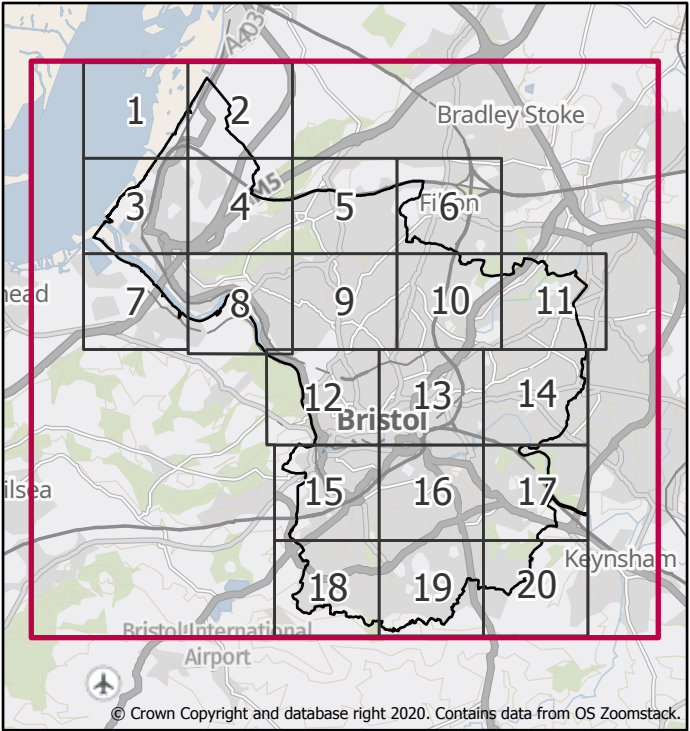 A403
1
2
Bradley Stoke
M5
3
4
5
Filton
6
head
7
8
9
10
11
12
13
14
Bristol
ilsea
15
16
17
Keynsham
18
19
20
Bristol International
Airport
© Crown Copyright and database right 2020. Contains data from OS Zoomstack.